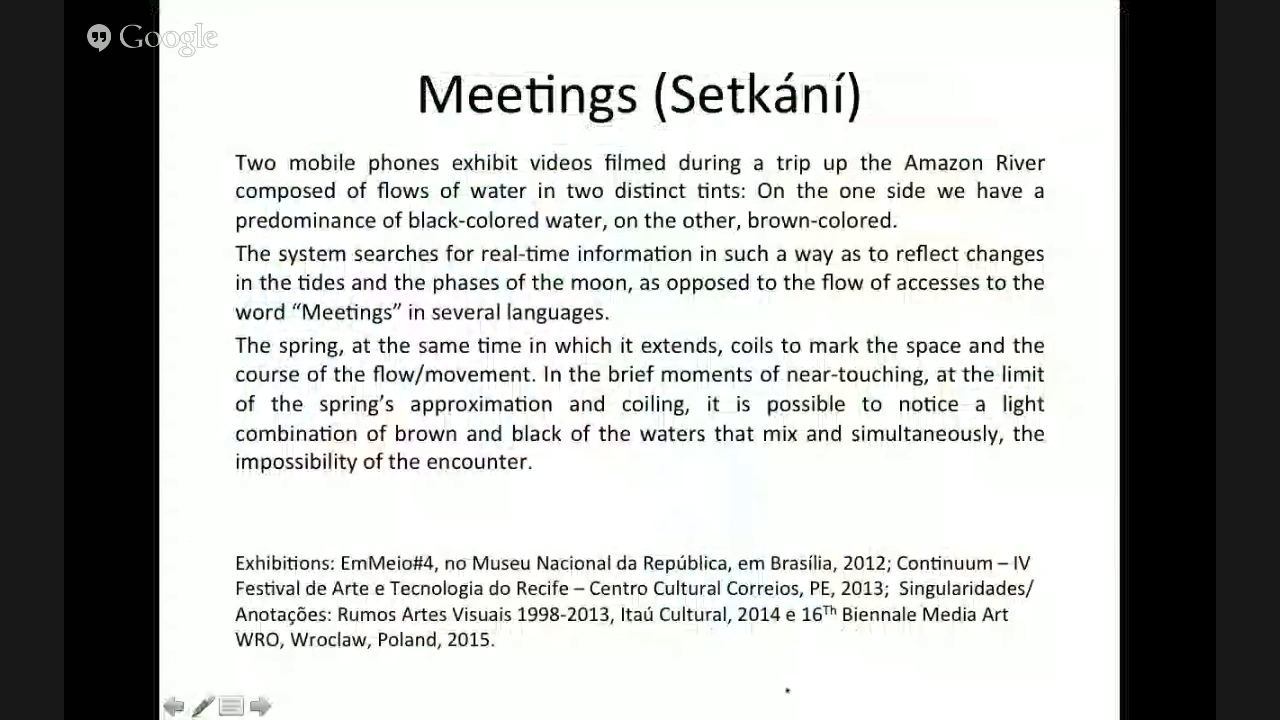 Google
Meetings (Setkání)
Two mobile phones exhibit videos filmed during a trip up the Amazon River
composed of flows of water in two distinct tints: On the one side we have a
predominance of black-colored water, on the other, brown-colored.
The system searches for real-time information in such a way as to reflect changes
in the tides and the phases of the moon, as opposed to the flow of accesses to the
word “Meetings” in several languages.
The spring, at the same time in which it extends, coils to mark the space and the
course of the flow/movement. In the brief moments of near-touching, at the limit
of the spring’s approximation and coiling, it is possible to notice a light
combination of brown and black of the waters that mix and simultaneously, the
impossibility of the encounter.
Exhibitions: EmMeio#4, no Museu Nacional da República, em Brasília, 2012; Continuum – IV
Festival de Arte e Tecnologia do Recife – Centro Cultural Correios, PE, 2013; Singularidades/
Anotações: Rumos Artes Visuais 1998-2013, Itaú Cultural, 2014 e 16Th Biennale Media Art
WRO, Wroclaw, Poland, 2015.